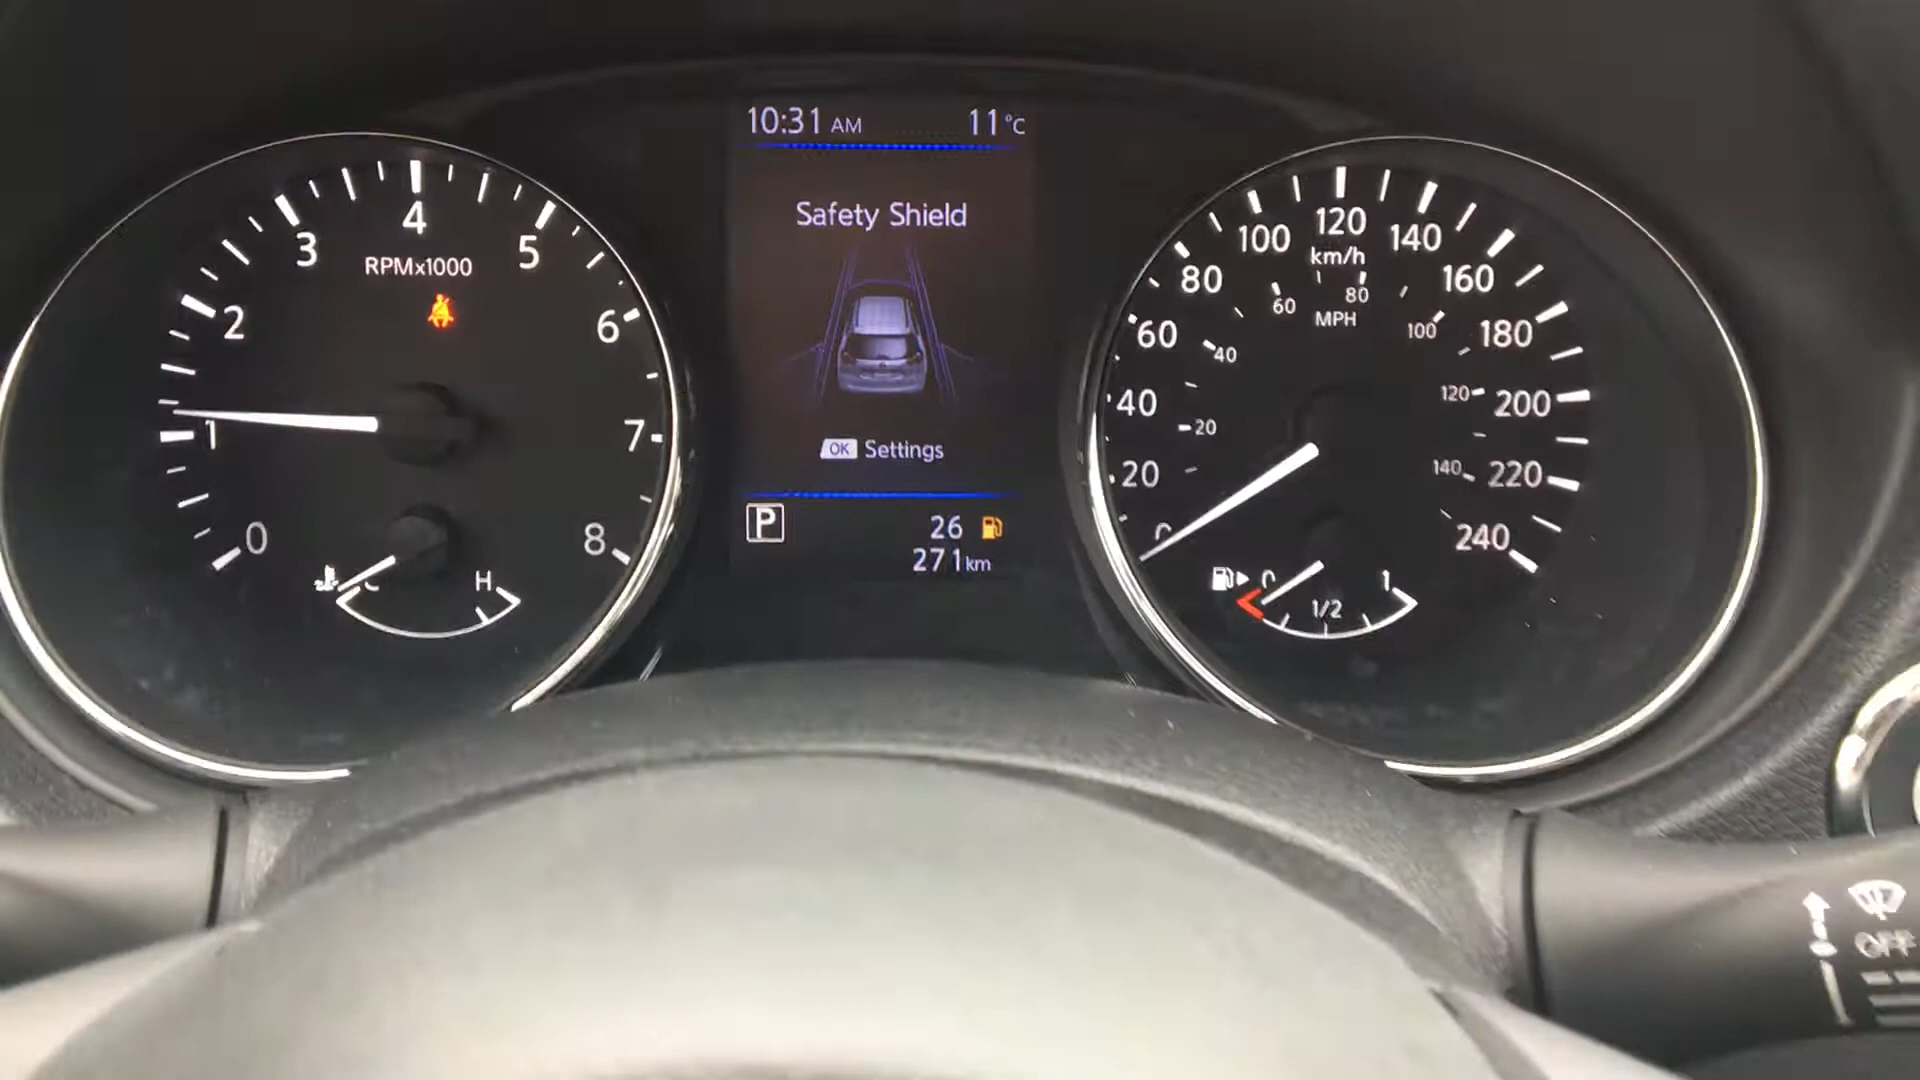 10:31 AM 11°C
Safety Shield
OK Settings
P 26
271km
0 1 2 3 4 5 6 7 8
RPMx1000
C H
0 20 40 60 80 100 120 140 160 180 200 220 240
km/h
20 40 60 80 100 120 140
MPH
0 1/2 1
OFF